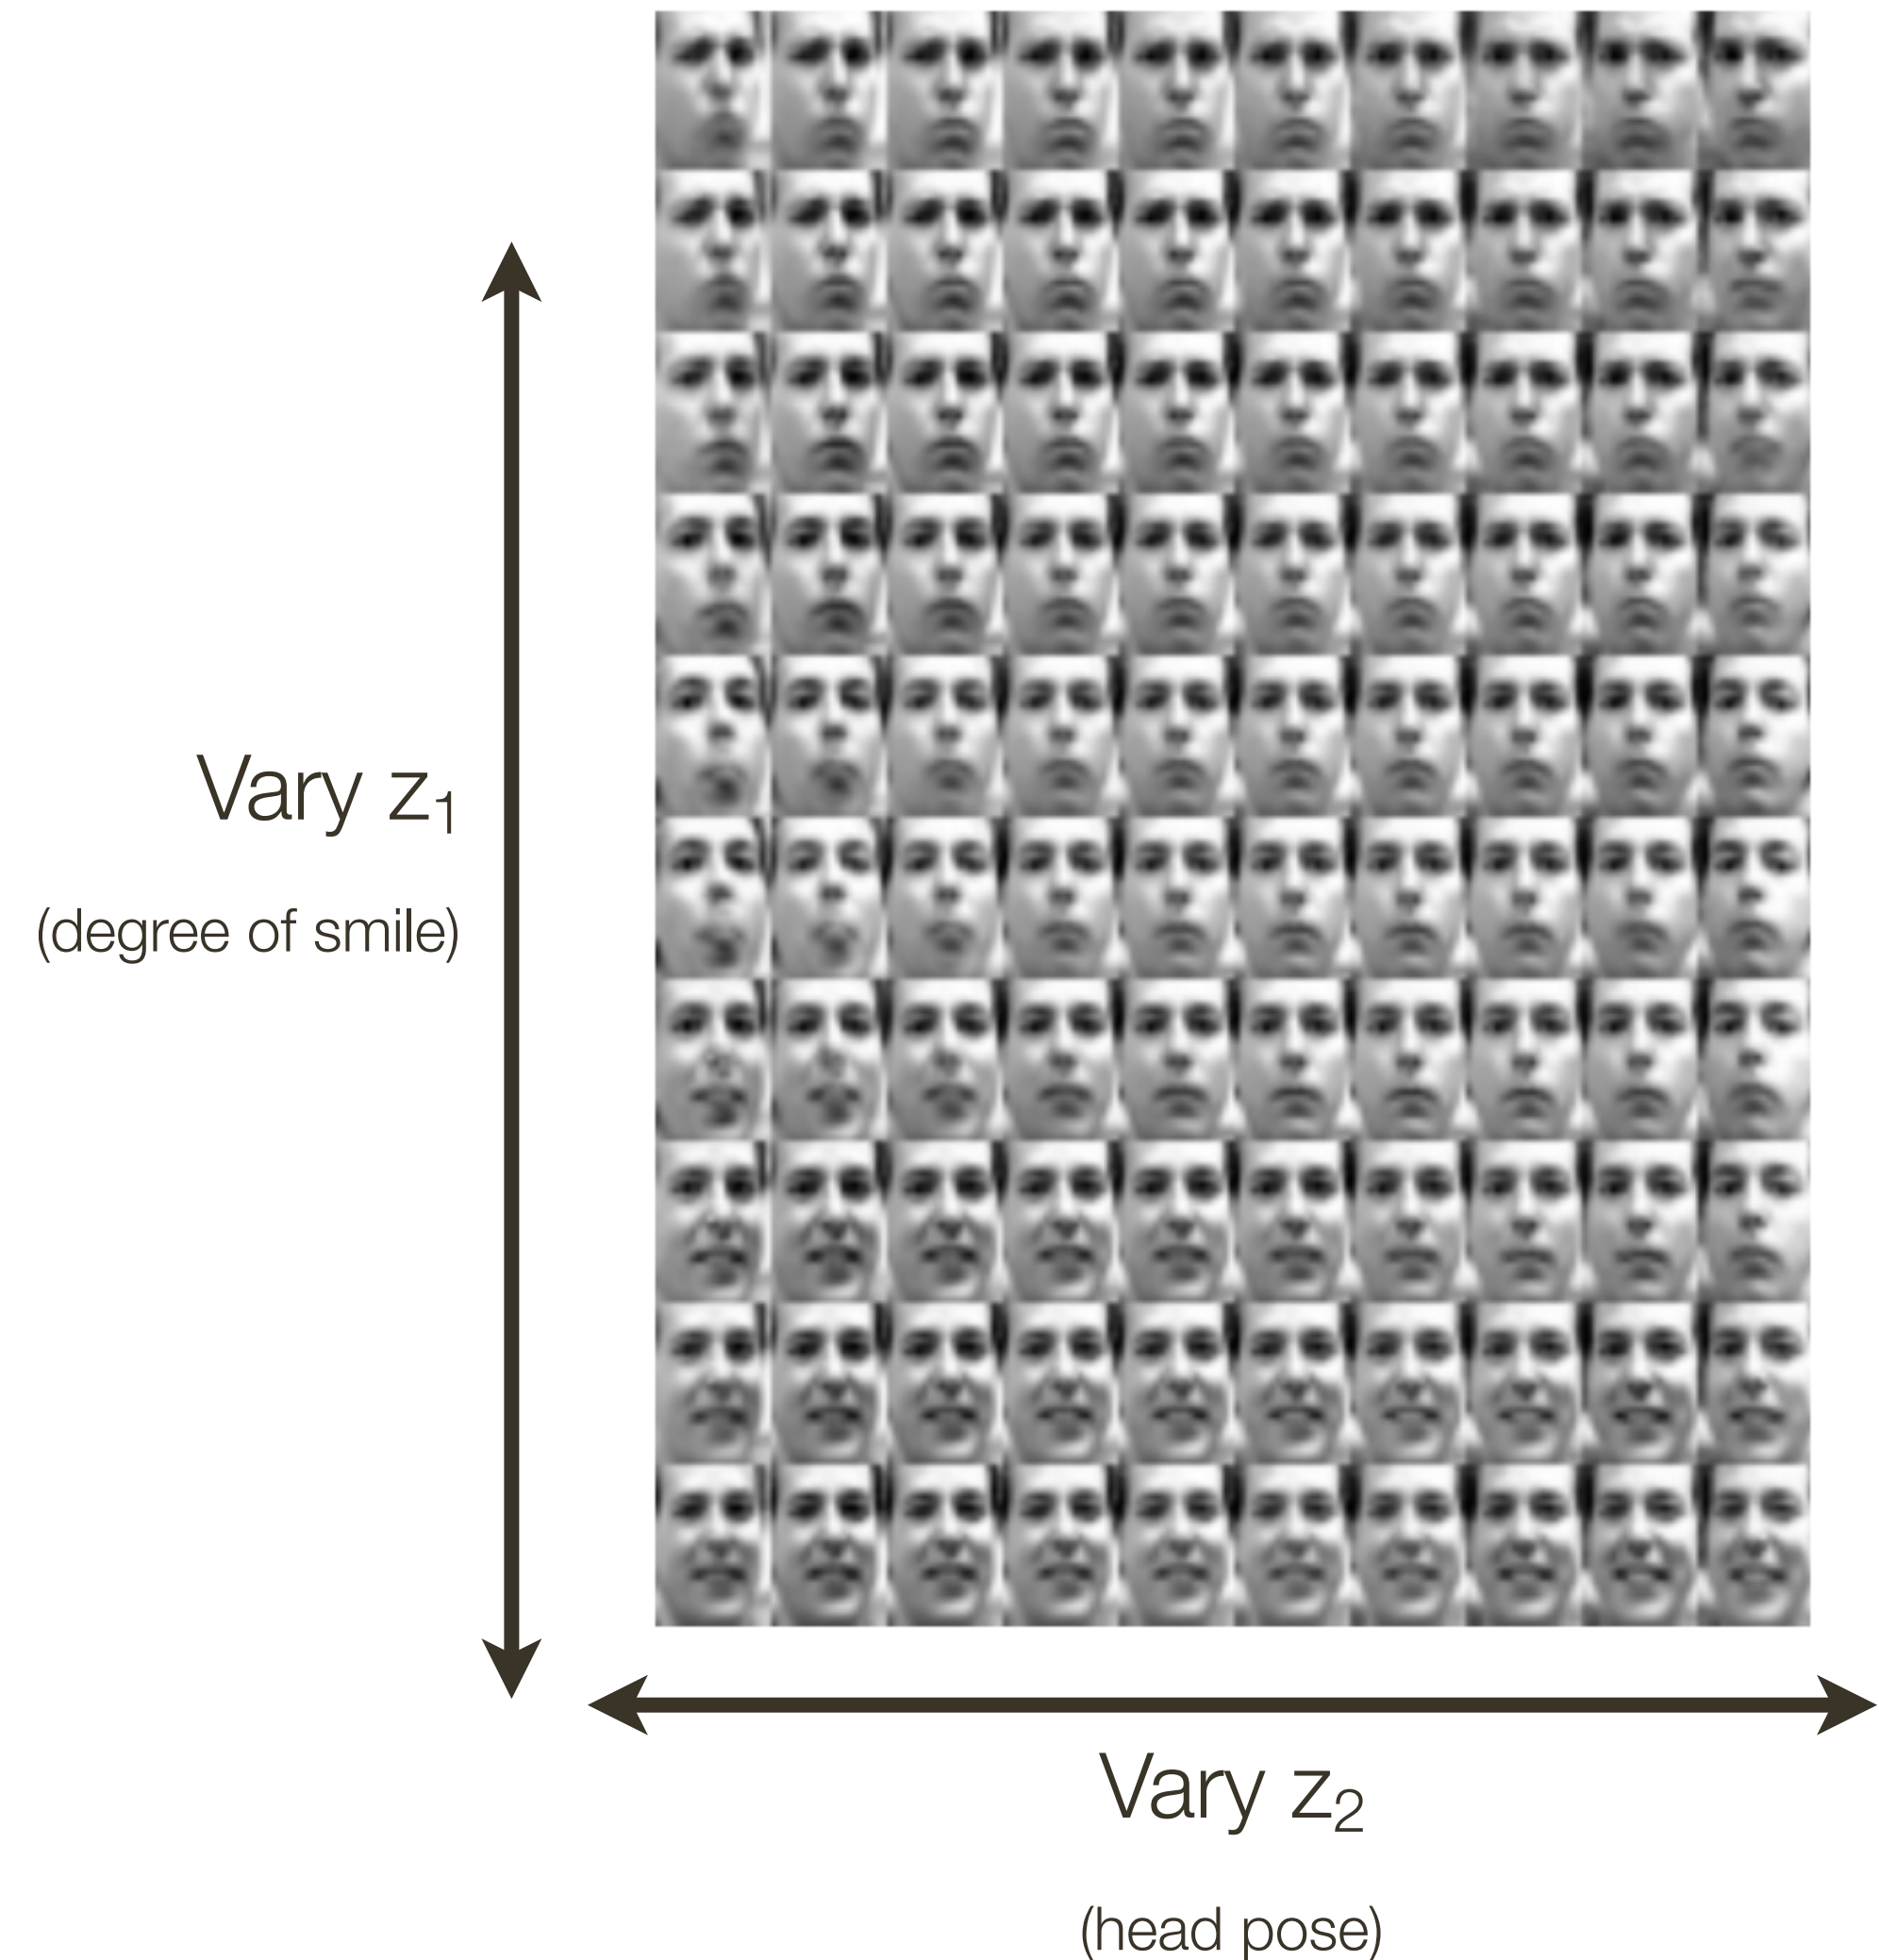 Vary z₁
(degree of smile)
Vary z₂
(head pose)